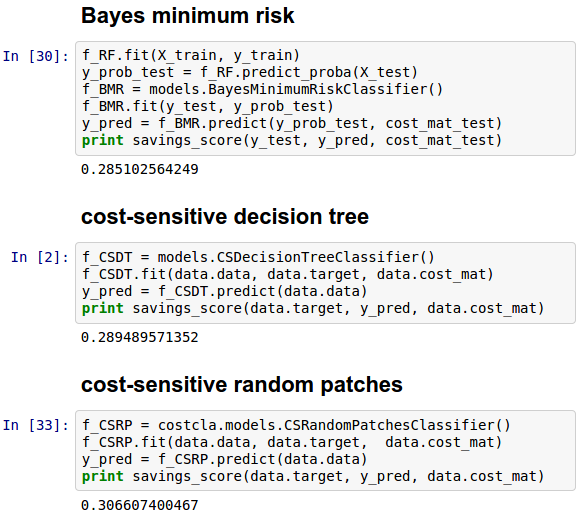 Bayes minimum risk
In [30]: f_RF.fit(X_train, y_train)
y_prob_test = f_RF.predict_proba(X_test)
f_BMR = models.BayesMinimumRiskClassifier()
f_BMR.fit(y_test, y_prob_test)
y_pred = f_BMR.predict(y_prob_test, cost_mat_test)
print savings_score(y_test, y_pred, cost_mat_test)
0.285102564249
cost-sensitive decision tree
In [2]: f_CSDT = models.CSDecisionTreeClassifier()
f_CSDT.fit(data.data, data.target, data.cost_mat)
y_pred = f_CSDT.predict(data.data)
print savings_score(data.target, y_pred, data.cost_mat)
0.289489571352
cost-sensitive random patches
In [33]: f_CSRP = costcla.models.CSRandomPatchesClassifier()
f_CSRP.fit(data.data, data.target,  data.cost_mat)
y_pred = f_CSRP.predict(data.data)
print savings_score(data.target, y_pred, data.cost_mat)
0.306607400467